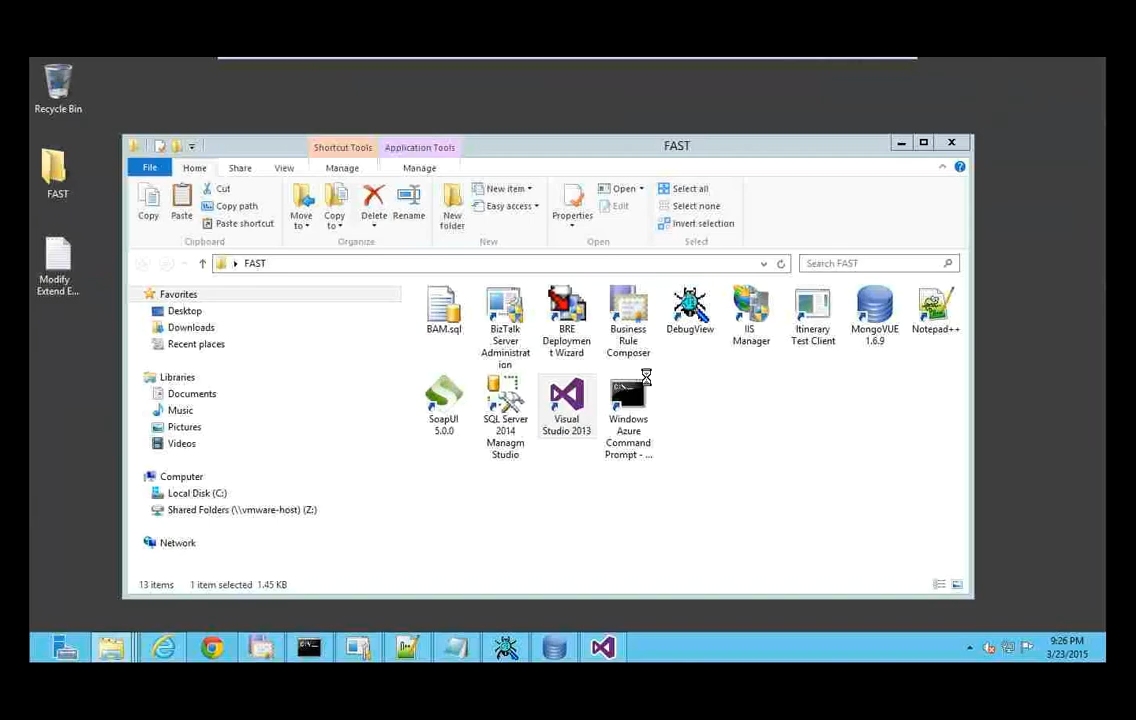 Recycle Bin
FAST
Modify
Extend E...
Shortcut Tools
Application Tools
FAST
File
Home
Share
View
Manage
Manage
Copy
Paste
Cut
Copy path
Paste shortcut
Clipboard
Move
to
Copy
to
Delete
Rename
Organize
New
folder
New item
Easy access
New
Properties
Open
Edit
Open
Select all
Select none
Invert selection
Select
FAST
Search FAST
Favorites
Desktop
Downloads
Recent places
Libraries
Documents
Music
Pictures
Videos
Computer
Local Disk (C:)
Shared Folders (\\vmware-host) (Z:)
Network
BAM.sql
BizTalk
Server
Administrat
ion
BRE
Deploymen
t Wizard
Business
Rule
Composer
DebugView
IIS
Manager
Itinerary
Test Client
MongoVUE
1.6.9
Notepad++
SoapUI
5.0.0
SQL Server
2014
Managm
Studio
Visual
Studio 2013
Windows
Azure
Command
Prompt - ...
13 items
1 item selected 1.45 KB
9:26 PM
3/23/2015